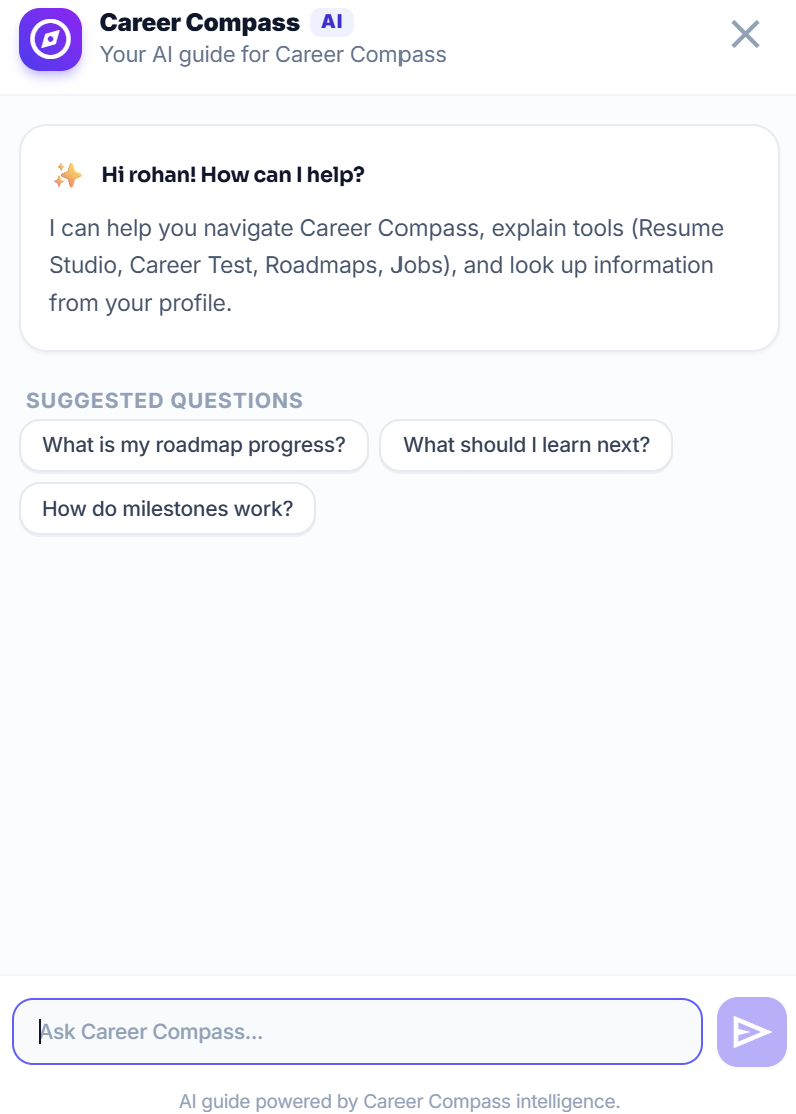 Career Compass AI
Your AI guide for Career Compass
Hi rohan! How can I help?
I can help you navigate Career Compass, explain tools (Resume
Studio, Career Test, Roadmaps, Jobs), and look up information
from your profile.
SUGGESTED QUESTIONS
What is my roadmap progress? What should I learn next?
How do milestones work?
Ask Career Compass...
AI guide powered by Career Compass intelligence.